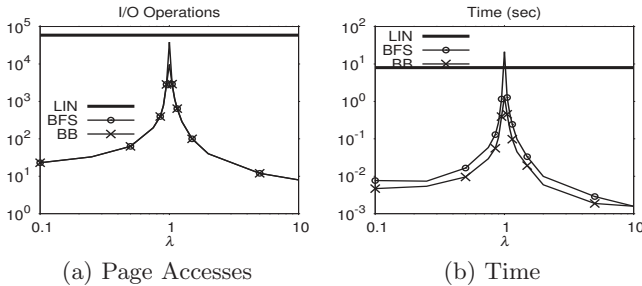 I/O Operations
10^5
10^4
10^3
10^2
10^1
10^0
LIN
BFS
BB
0.1
1
10
λ
(a) Page Accesses
Time (sec)
10^2
10^1
10^0
10^-1
10^-2
10^-3
LIN
BFS
BB
0.1
1
10
λ
(b) Time